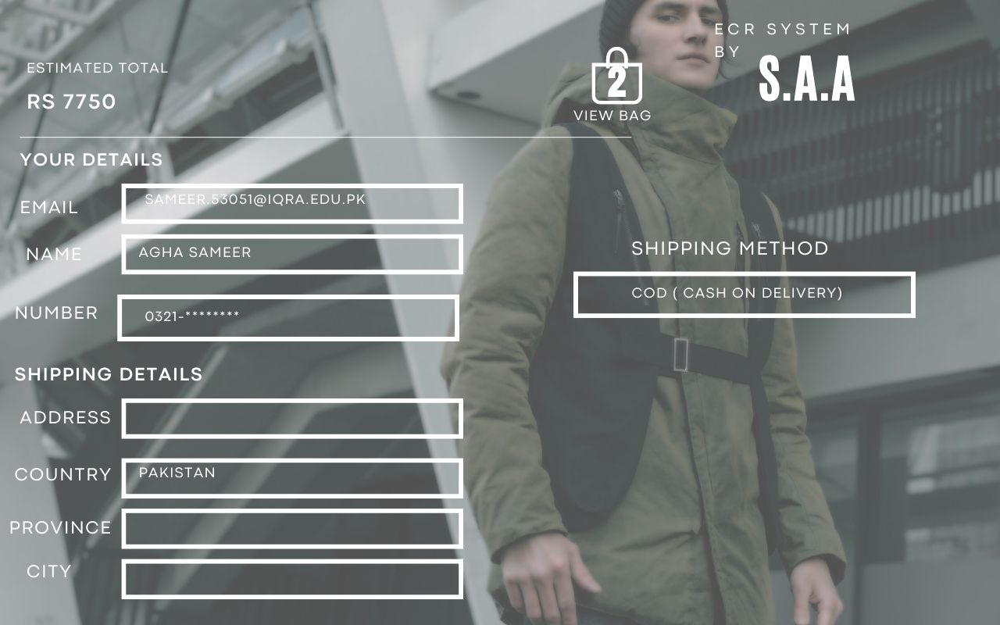 ECR SYSTEM
BY
S.A.A
ESTIMATED TOTAL
RS 7750
2
VIEW BAG
YOUR DETAILS
EMAIL SAMEER.53051@IQRA.EDU.PK
NAME AGHA SAMEER
NUMBER 0321-********
SHIPPING METHOD
COD ( CASH ON DELIVERY)
SHIPPING DETAILS
ADDRESS
COUNTRY PAKISTAN
PROVINCE
CITY